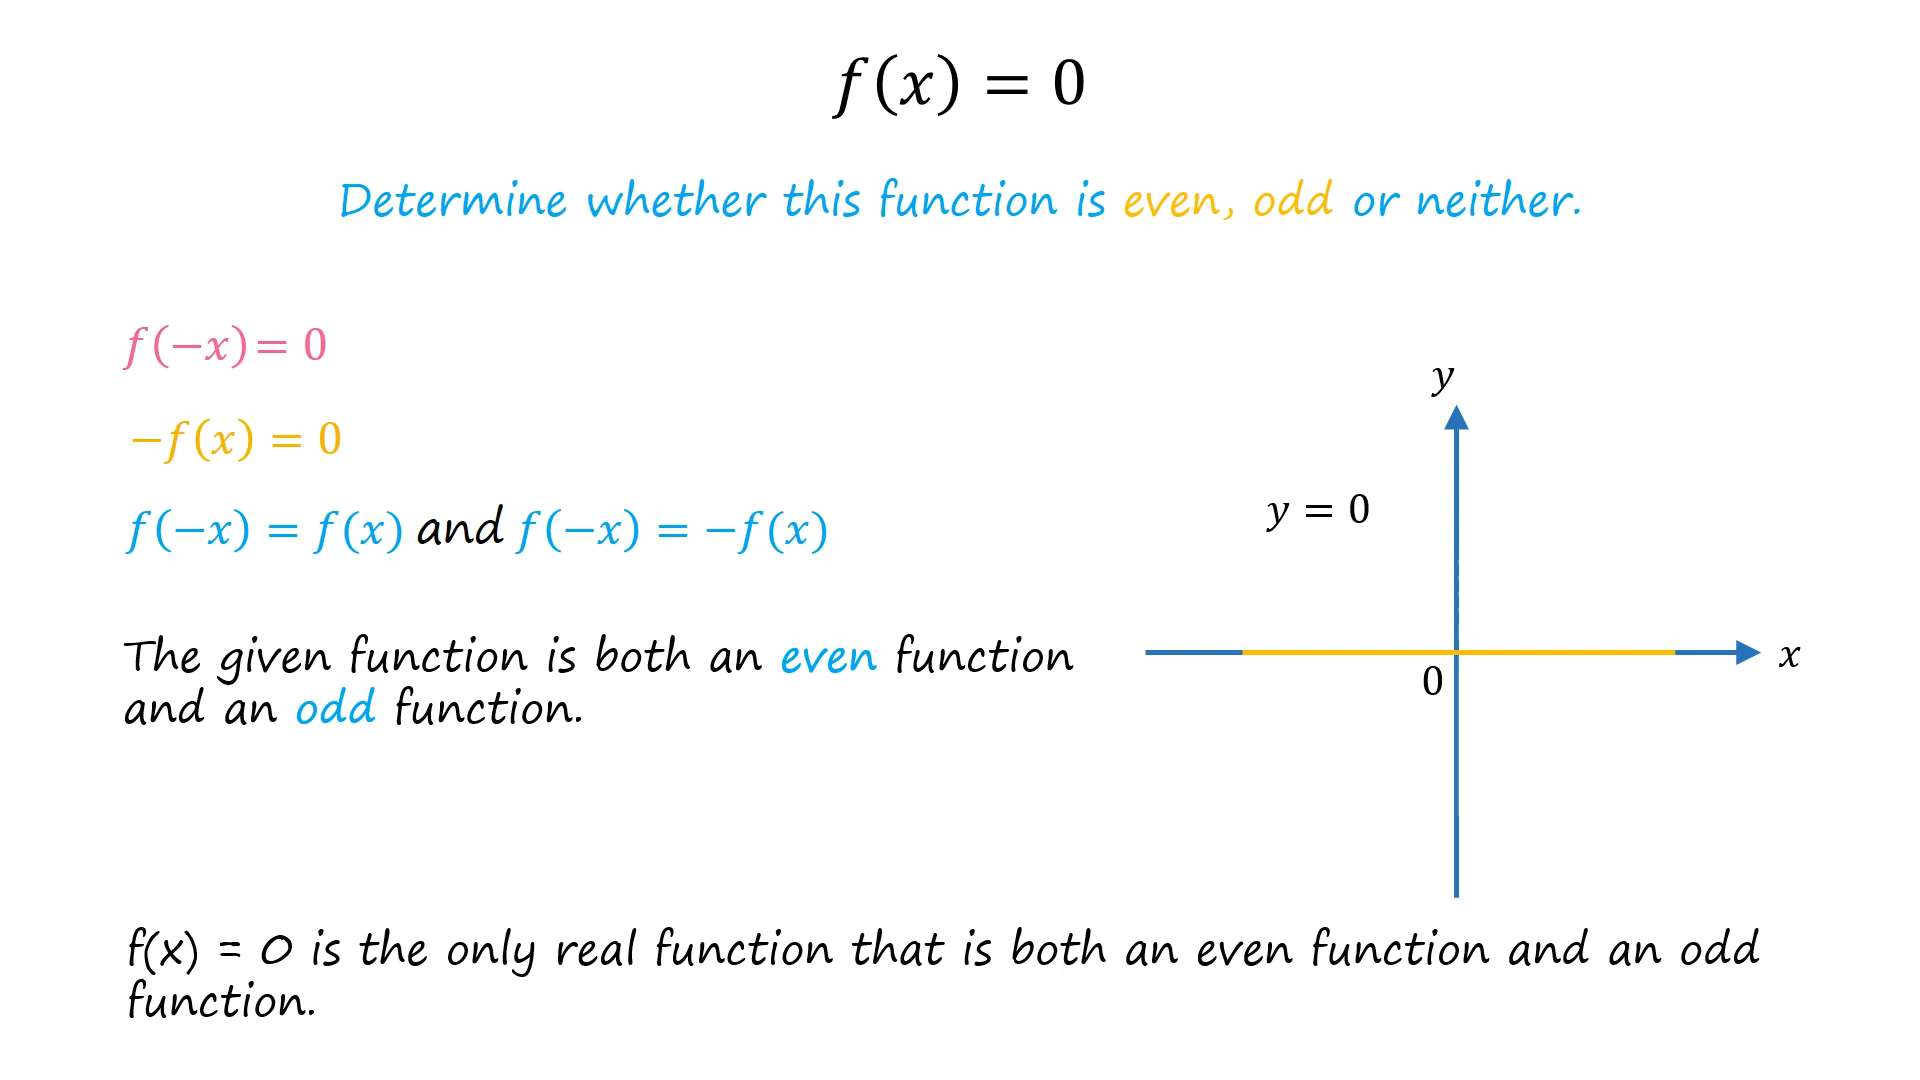 f(x) = 0
Determine whether this function is even, odd or neither.
f(−x) = 0
−f(x) = 0
f(−x) = f(x) and f(−x) = −f(x)
The given function is both an even function
and an odd function.
y
y = 0
x
0
f(x) = 0 is the only real function that is both an even function and an odd
function.